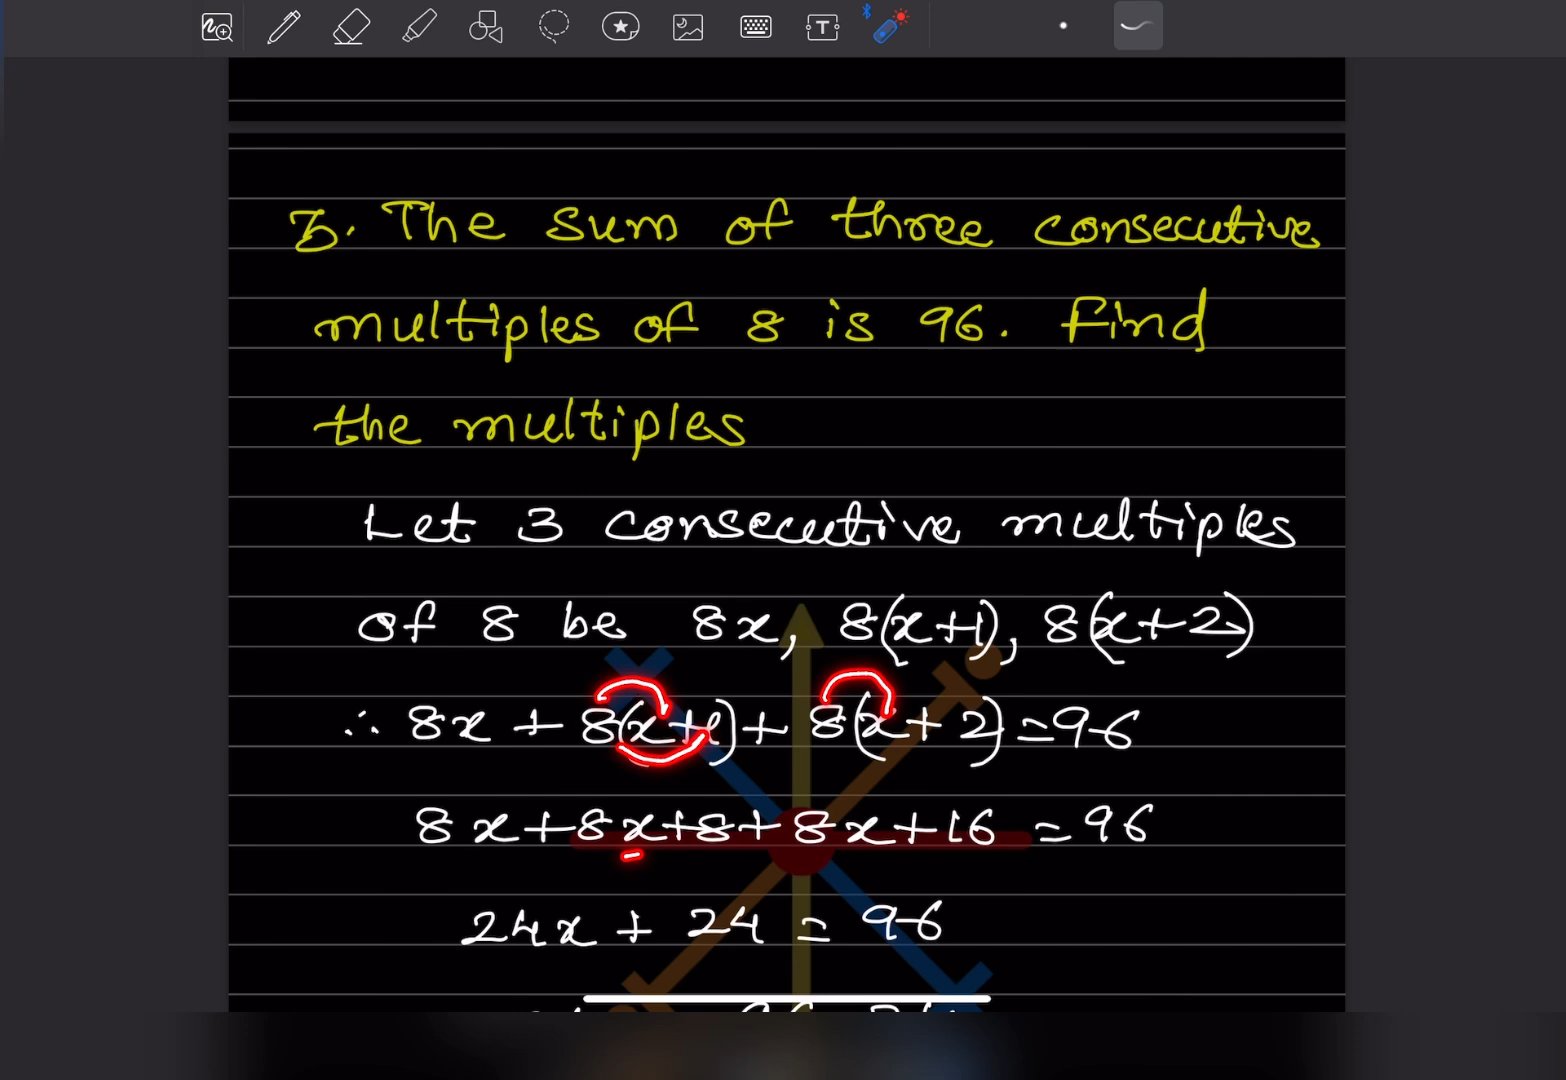 3. The sum of three consecutive
multiples of 8 is 96. Find
the multiples
Let 3 consecutive multiples
of 8 be 8x, 8(x+1), 8(x+2)
∴ 8x + 8(x+1) + 8(x+2) = 96
8x+8x+8+8x+16 = 96
24x + 24 = 96